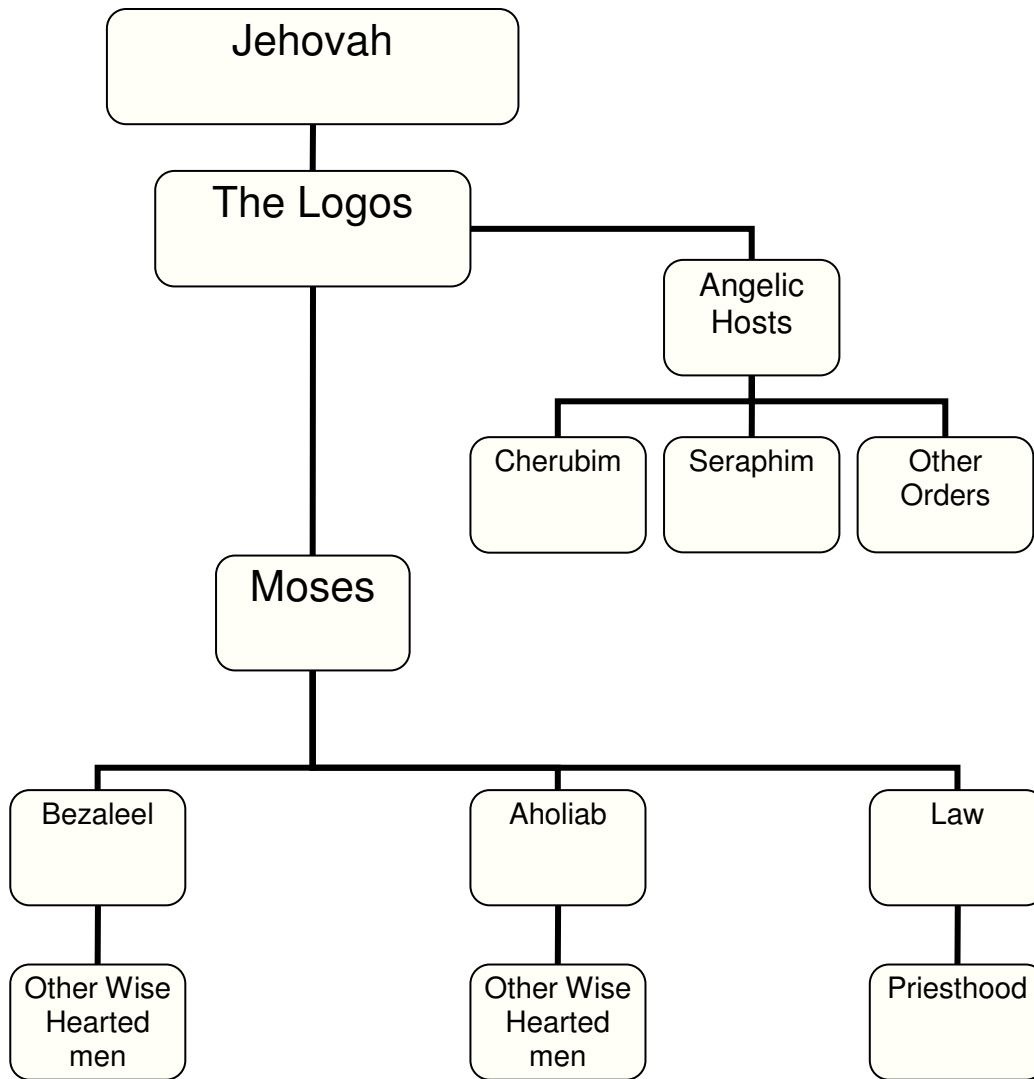 Jehovah
The Logos
Angelic
Hosts
Cherubim
Seraphim
Other
Orders
Moses
Bezaleel
Aholiab
Law
Other Wise
Hearted
men
Other Wise
Hearted
men
Priesthood